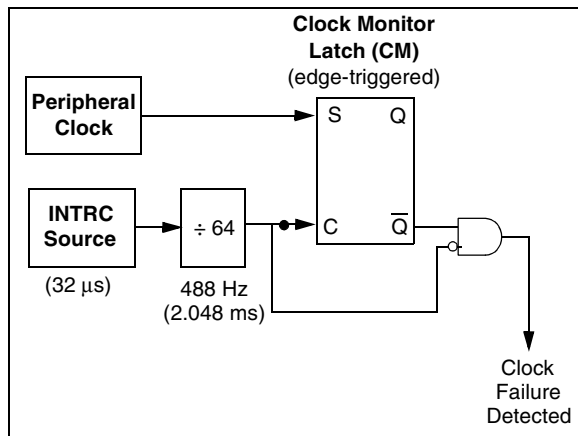 Clock Monitor
Latch (CM)
(edge-triggered)
Peripheral
Clock
S
Q
INTRC
Source
÷ 64
C
Q̅
(32 μs)
488 Hz
(2.048 ms)
Clock
Failure
Detected